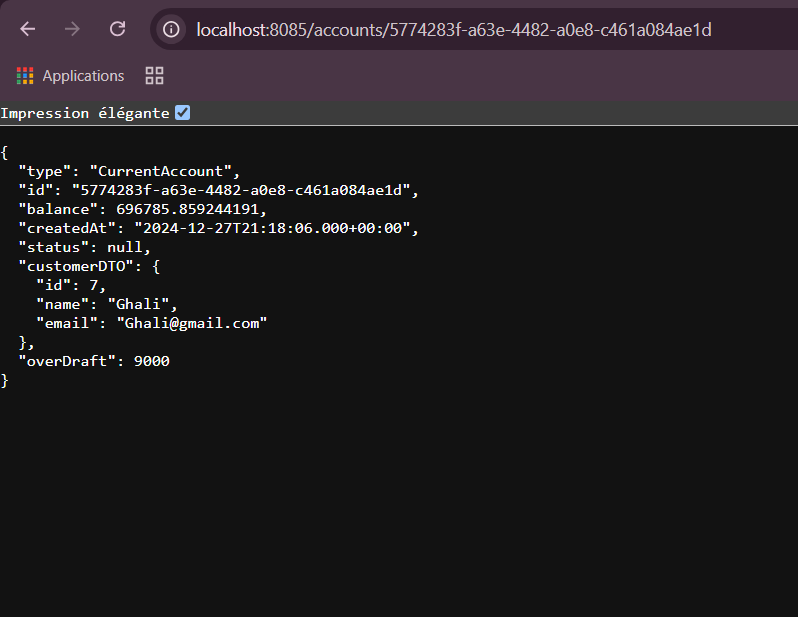 localhost:8085/accounts/5774283f-a63e-4482-a0e8-c461a084ae1d
Applications
Impression élégante
{
  "type": "CurrentAccount",
  "id": "5774283f-a63e-4482-a0e8-c461a084ae1d",
  "balance": 696785.859244191,
  "createdAt": "2024-12-27T21:18:06.000+00:00",
  "status": null,
  "customerDTO": {
    "id": 7,
    "name": "Ghali",
    "email": "Ghali@gmail.com"
  },
  "overDraft": 9000
}